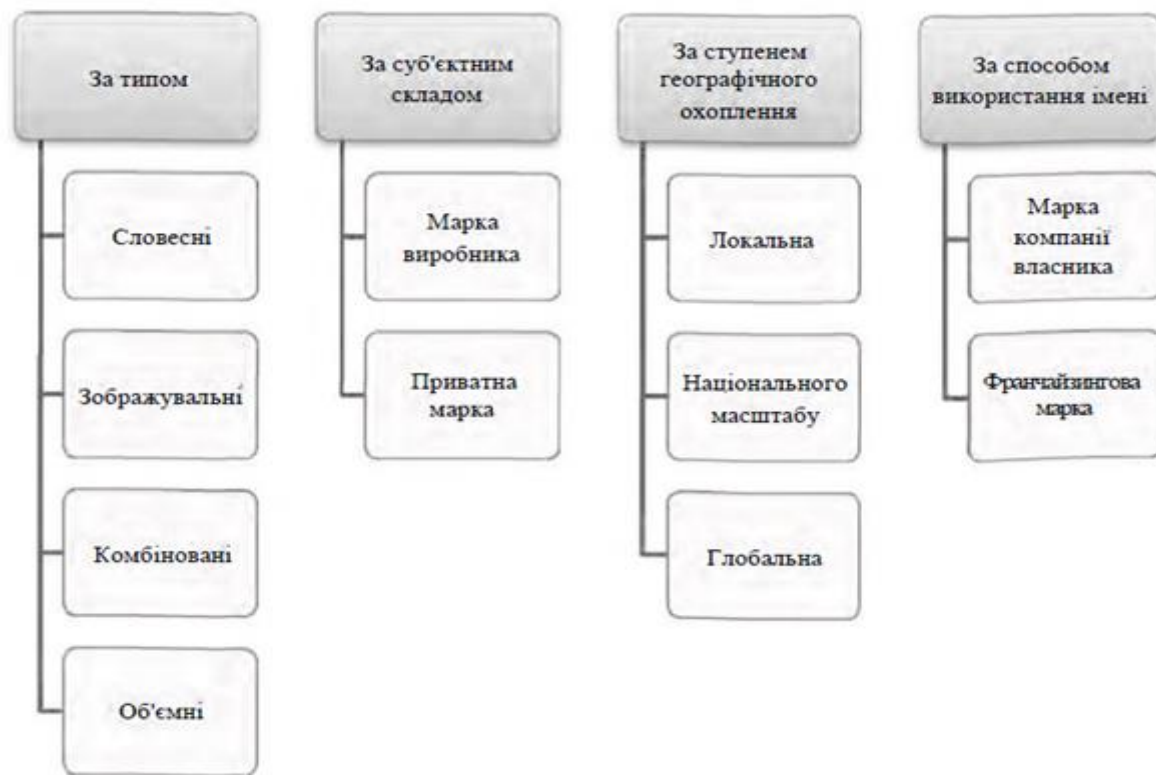 За типом
Словесні
Зображувальні
Комбіновані
Об'ємні
За суб'єктним
складом
Марка
виробника
Приватна
марка
За ступенем
географічного
охоплення
Локальна
Національного
масштабу
Глобальна
За способом
використання імені
Марка
компанії
власника
Франчайзингова
марка